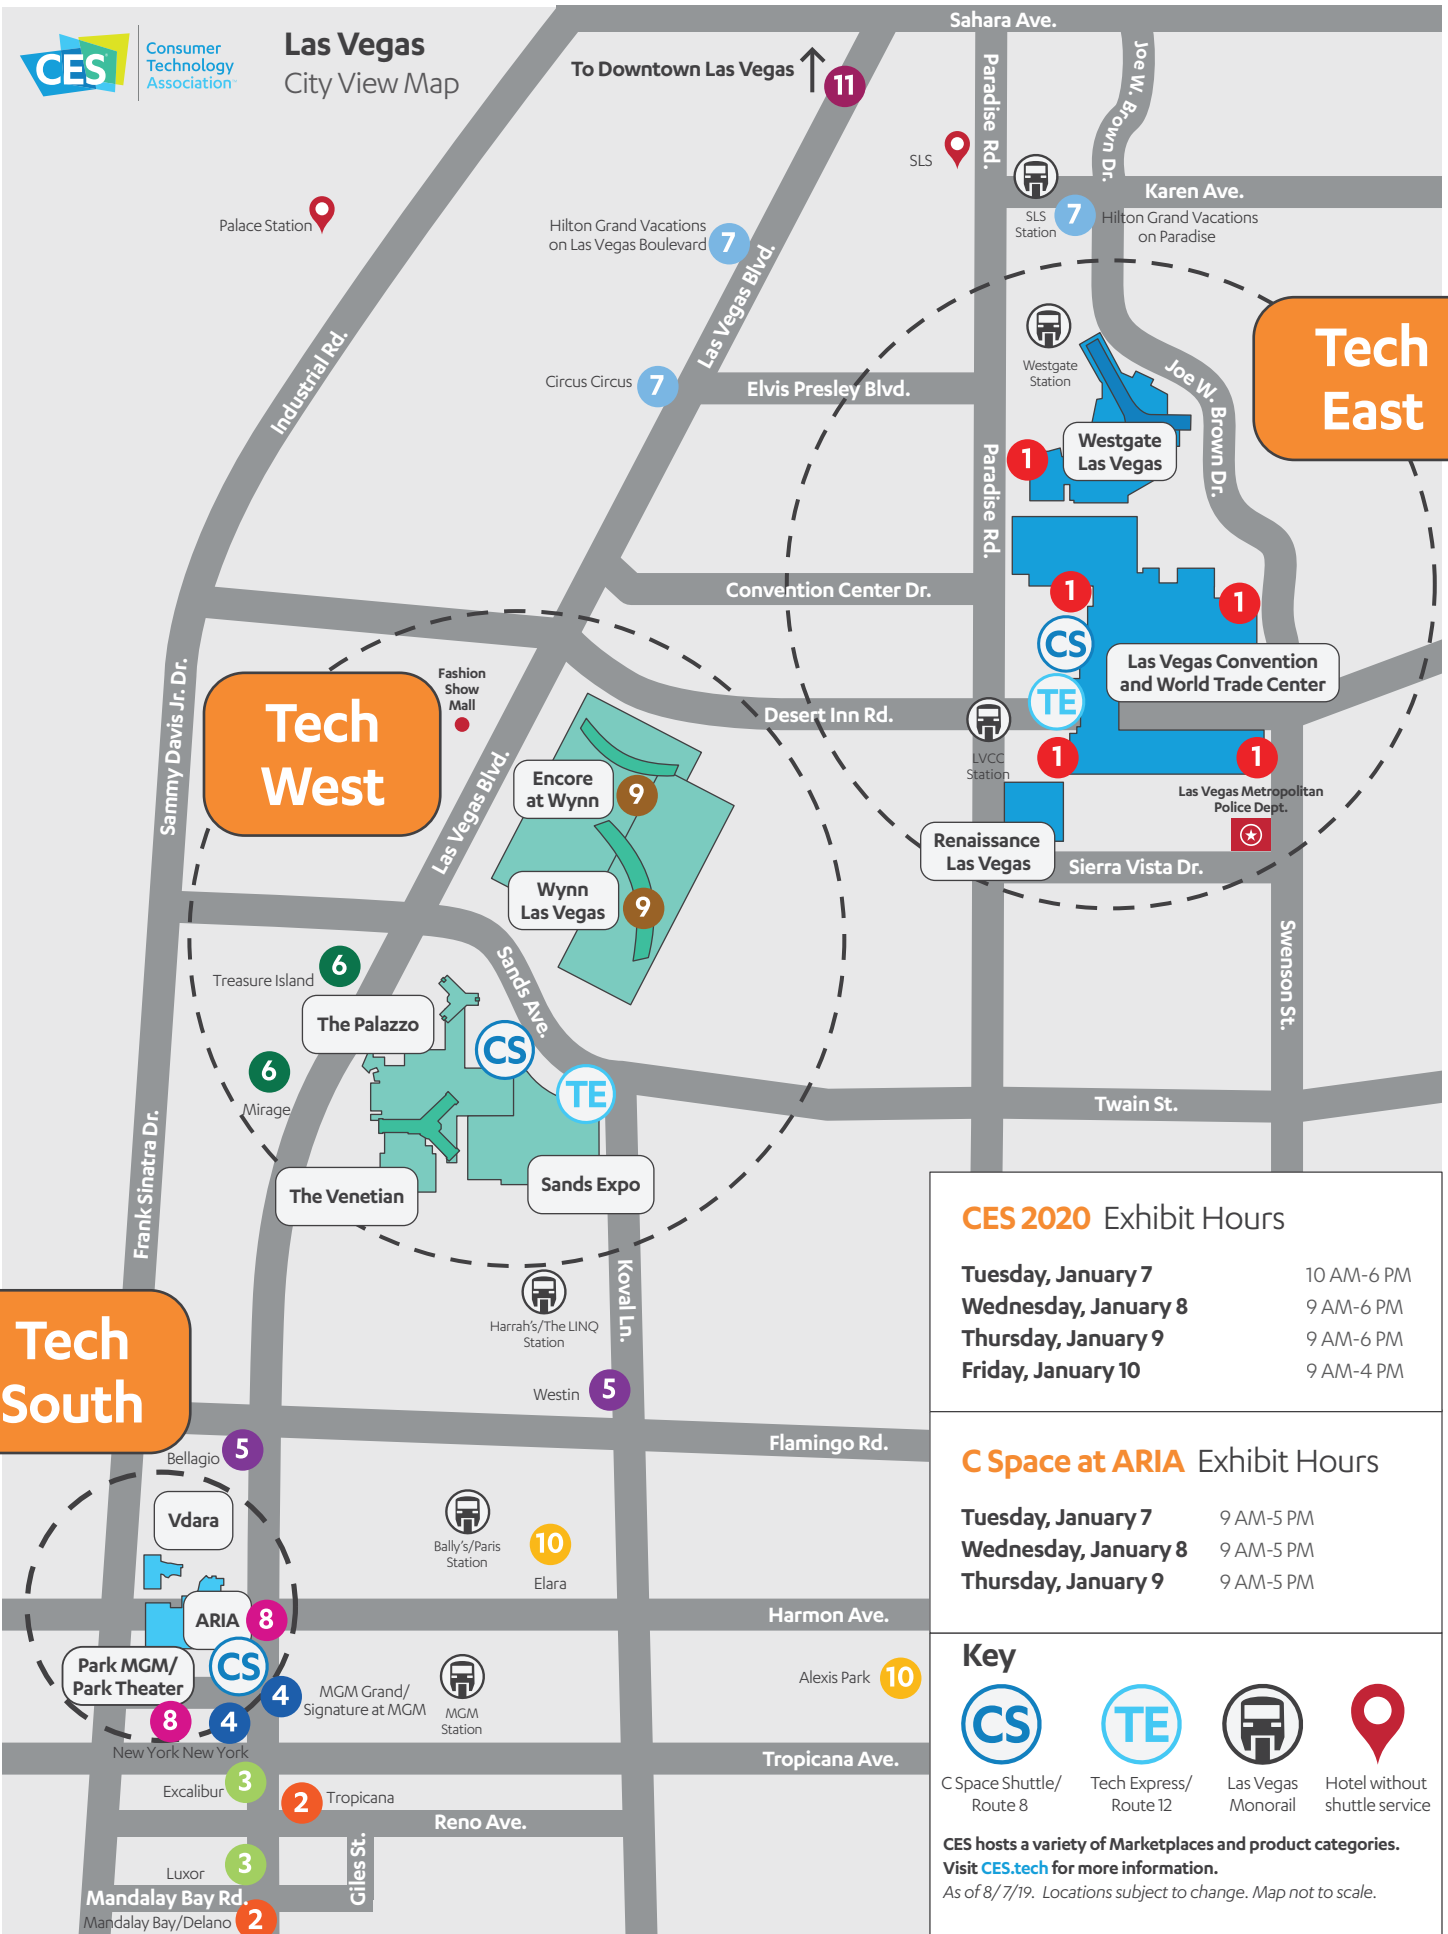 CES
Consumer
Technology
Association
Las Vegas
City View Map
Sahara Ave.
To Downtown Las Vegas
11
Paradise Rd.
Joe W. Brown Dr.
SLS
Karen Ave.
SLS
Station
7
Hilton Grand Vacations
on Paradise
Palace Station
Hilton Grand Vacations
on Las Vegas Boulevard
7
Las Vegas Blvd.
Industrial Rd.
Tech
East
Westgate
Station
Joe W. Brown Dr.
Circus Circus
7
Elvis Presley Blvd.
Westgate
Las Vegas
1
Paradise Rd.
Convention Center Dr.
1
1
CS
TE
Las Vegas Convention
and World Trade Center
Desert Inn Rd.
LVCC
Station
1
1
Las Vegas Metropolitan
Police Dept.
Renaissance
Las Vegas
Sierra Vista Dr.
Swenson St.
Sammy Davis Jr. Dr.
Fashion
Show
Mall
Tech
West
Las Vegas Blvd.
Encore
at Wynn
9
Wynn
Las Vegas
9
Sands Ave.
Treasure Island
6
The Palazzo
CS
TE
6
Mirage
Twain St.
The Venetian
Sands Expo
Frank Sinatra Dr.
Koval Ln.
Harrah's/The LINQ
Station
Tech
South
Westin
5
Flamingo Rd.
Bellagio
5
Vdara
Bally's/Paris
Station
10
Elara
ARIA
8
Harmon Ave.
Park MGM/
Park Theater
CS
4
MGM Grand/
Signature at MGM
MGM
Station
Alexis Park
10
8
4
New York New York
Tropicana Ave.
Excalibur
3
2
Tropicana
Reno Ave.
Giles St.
Luxor
3
Mandalay Bay Rd.
Mandalay Bay/Delano
2
CES 2020 Exhibit Hours
Tuesday, January 7 10 AM-6 PM
Wednesday, January 8 9 AM-6 PM
Thursday, January 9 9 AM-6 PM
Friday, January 10 9 AM-4 PM
C Space at ARIA Exhibit Hours
Tuesday, January 7 9 AM-5 PM
Wednesday, January 8 9 AM-5 PM
Thursday, January 9 9 AM-5 PM
Key
CS
TE
C Space Shuttle/
Route 8
Tech Express/
Route 12
Las Vegas
Monorail
Hotel without
shuttle service
CES hosts a variety of Marketplaces and product categories.
Visit CES.tech for more information.
As of 8/7/19. Locations subject to change. Map not to scale.